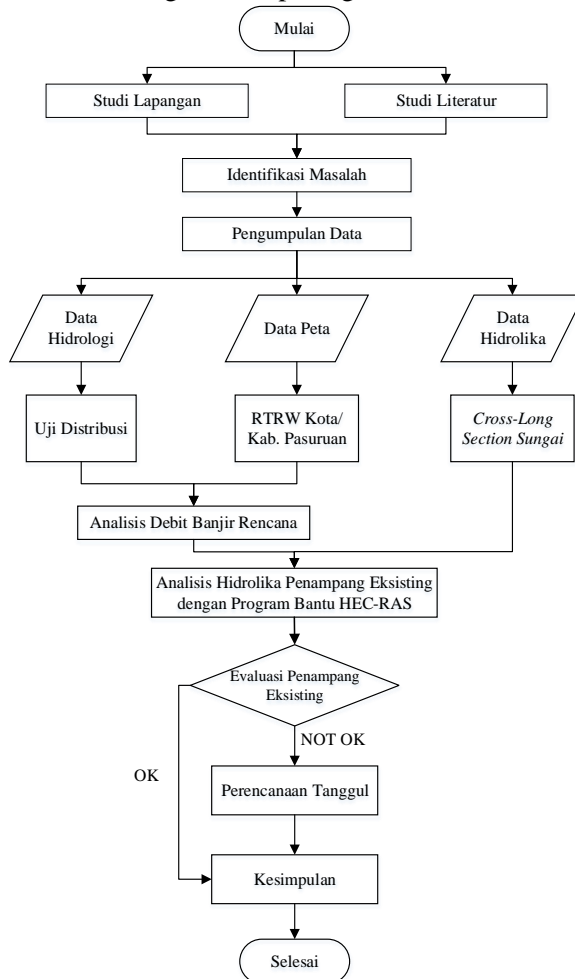 Mulai
Studi Lapangan
Studi Literatur
Identifikasi Masalah
Pengumpulan Data
Data
Hidrologi
Data Peta
Data
Hidrolika
Uji Distribusi
RTRW Kota/
Kab. Pasuruan
Cross-Long
Section Sungai
Analisis Debit Banjir Rencana
Analisis Hidrolika Penampang Eksisting
dengan Program Bantu HEC-RAS
Evaluasi Penampang
Eksisting
NOT OK
OK
Perencanaan Tanggul
Kesimpulan
Selesai